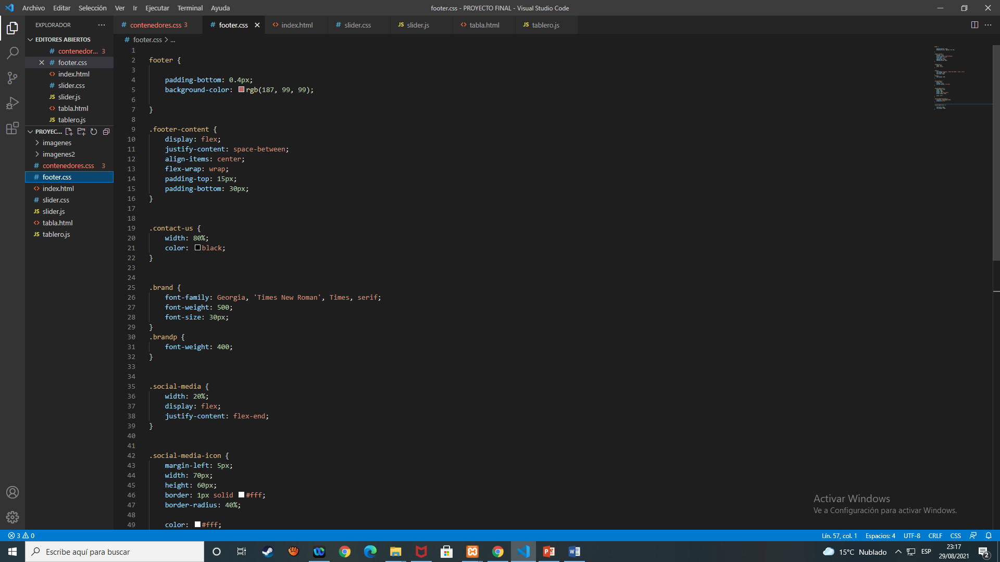 Archivo Editar Selección Ver Ir Ejecutar Terminal Ayuda
footer.css - PROYECTO FINAL - Visual Studio Code
EXPLORADOR
EDITORES ABIERTOS
# contenedor... 3
# footer.css
<> index.html
# slider.css
JS slider.js
<> tabla.html
JS tablero.js
PROYEC...
imagenes
imagenes2
# contenedores.css 3
# footer.css
<> index.html
# slider.css
JS slider.js
<> tabla.html
JS tablero.js
# contenedores.css 3 # footer.css <> index.html # slider.css JS slider.js <> tabla.html JS tablero.js
# footer.css > ...
1
2 footer {
3
4 padding-bottom: 0.4px;
5 background-color: rgb(187, 99, 99);
6
7 }
8
9 .footer-content {
10 display: flex;
11 justify-content: space-between;
12 align-items: center;
13 flex-wrap: wrap;
14 padding-top: 15px;
15 padding-bottom: 30px;
16 }
17
18
19 .contact-us {
20 width: 80%;
21 color: black;
22 }
23
24
25 .brand {
26 font-family: Georgia, 'Times New Roman', Times, serif;
27 font-weight: 500;
28 font-size: 30px;
29 }
30 .brandp {
31 font-weight: 400;
32 }
33
34
35 .social-media {
36 width: 20%;
37 display: flex;
38 justify-content: flex-end;
39 }
40
41
42 .social-media-icon {
43 margin-left: 5px;
44 width: 70px;
45 height: 60px;
46 border: 1px solid #fff;
47 border-radius: 40%;
48
49 color: #fff;
Activar Windows
Ve a Configuración para activar Windows.
3 0
Lín. 57, col. 1 Espacios: 4 UTF-8 CRLF CSS
Escribe aquí para buscar
15°C Nublado ESP
23:17
29/08/2021
2